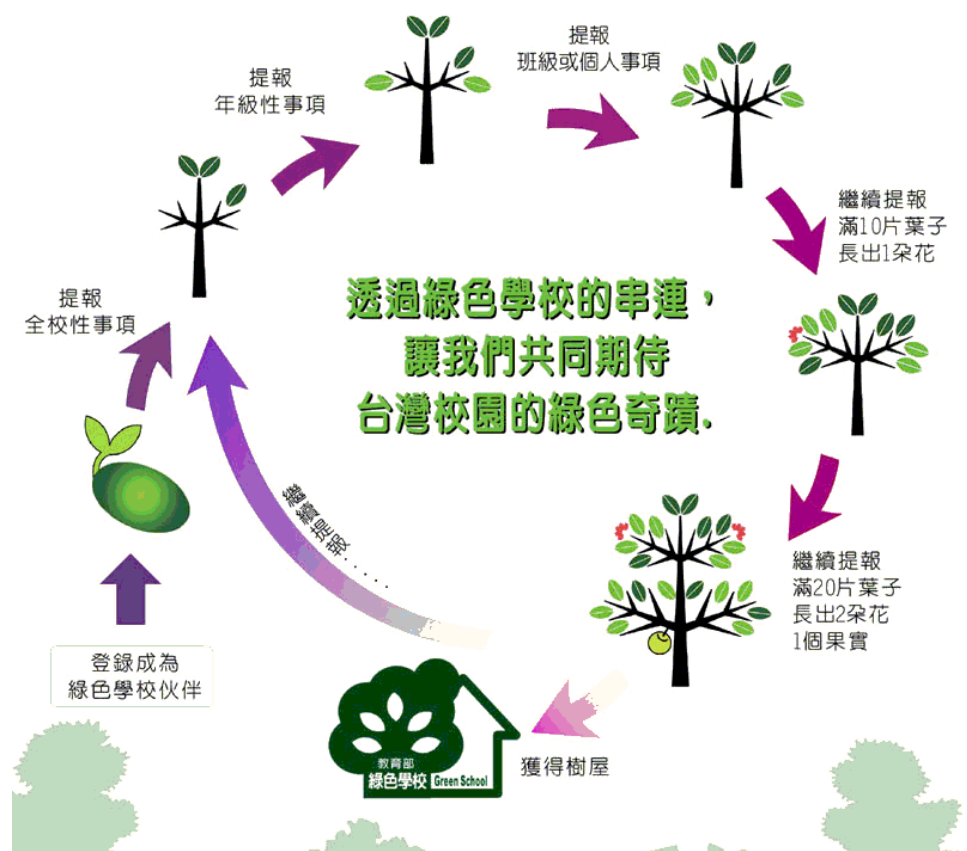 登錄成為
綠色學校伙伴
提報
全校性事項
提報
年級性事項
提報
班級或個人事項
繼續提報
滿10片葉子
長出1朵花
繼續提報
滿20片葉子
長出2朵花
1個果實
獲得樹屋
教育部
綠色學校 Green School
繼續提報......
透過綠色學校的串連，
讓我們共同期待
台灣校園的綠色奇蹟.